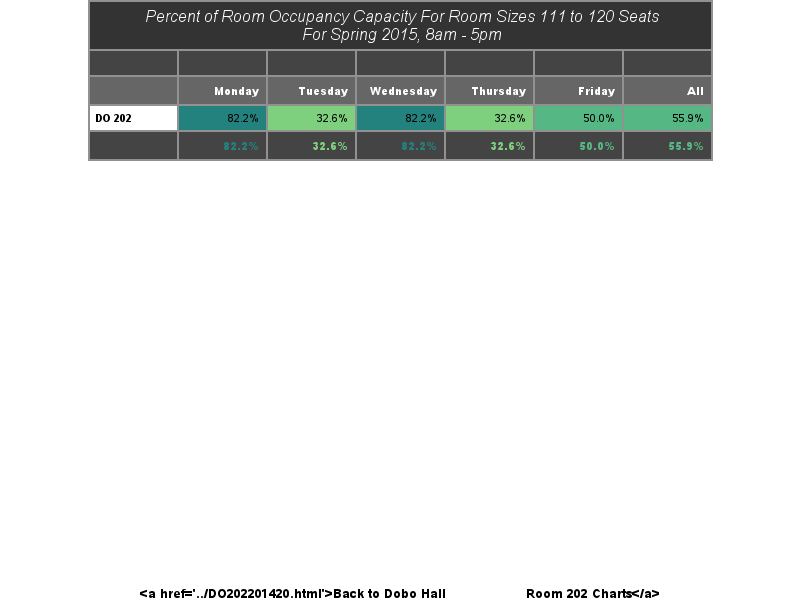 Percent of Room Occupancy Capacity For Room Sizes 111 to 120 Seats
For Spring 2015, 8am - 5pm
Monday Tuesday Wednesday Thursday Friday All
DO 202 82.2% 32.6% 82.2% 32.6% 50.0% 55.9%
82.2% 32.6% 82.2% 32.6% 50.0% 55.9%
<a href='../DO202201420.html'>Back to Dobo Hall Room 202 Charts</a>